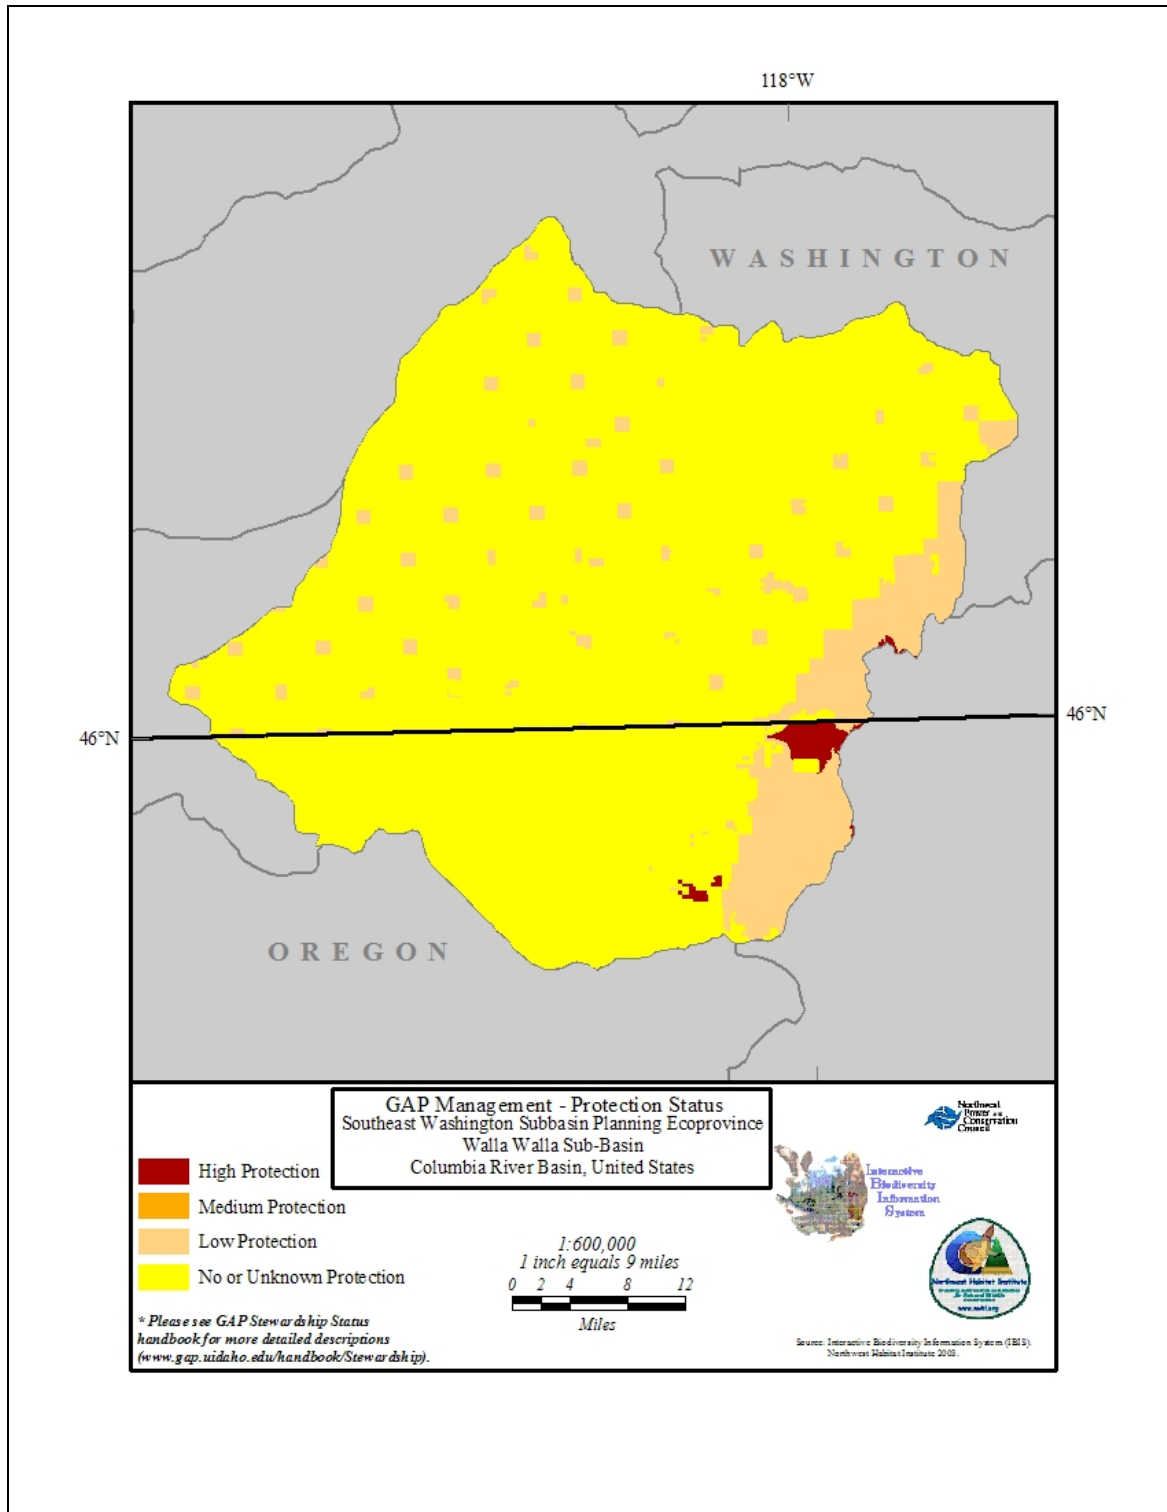 118°W
WASHINGTON
46°N
46°N
OREGON
GAP Management - Protection Status
Southeast Washington Subbasin Planning Ecoprovince
Walla Walla Sub-Basin
Columbia River Basin, United States
Northwest
Power and
Conservation
Council
High Protection
Medium Protection
Low Protection
No or Unknown Protection
Interactive
Biodiversity
Information
System
1:600,000
1 inch equals 9 miles
0 2 4 8 12
Miles
Northwest Habitat Institute
www.nwhi.org
* Please see GAP Stewardship Status
handbook for more detailed descriptions
(www.gap.uidaho.edu/handbook/Stewardship).
Source: Interactive Biodiversity Information System (IBIS).
Northwest Habitat Institute 2003.